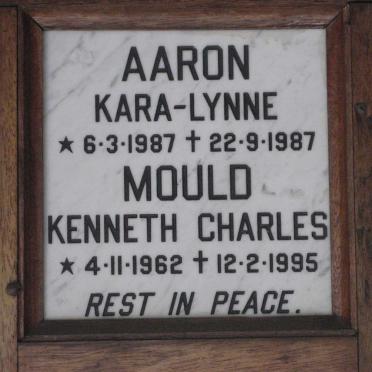 AARON
KARA-LYNNE
★ 6·3·1987 ✝ 22·9·1987
MOULD
KENNETH CHARLES
★ 4·11·1962 ✝ 12·2·1995
REST IN PEACE.